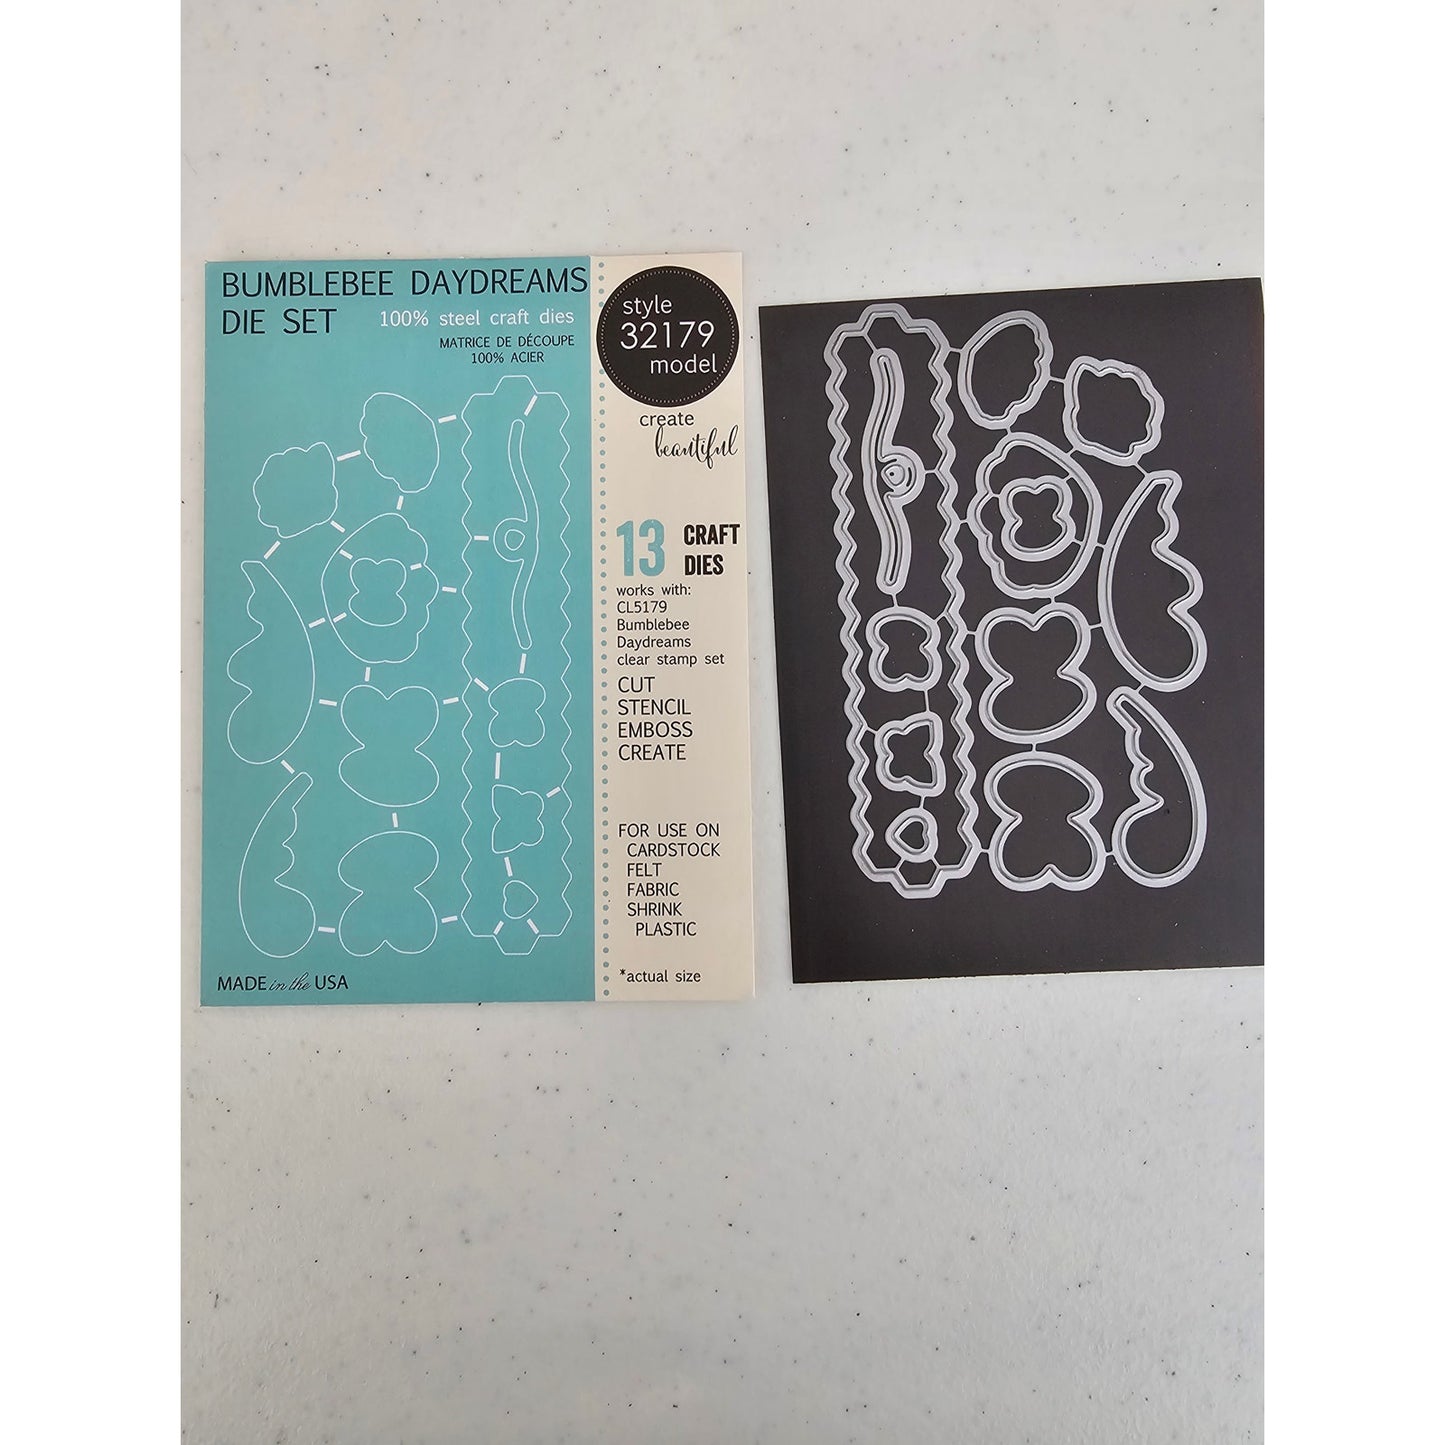 BUMBLEBEE DAYDREAMS
DIE SET
100% steel craft dies
MATRICE DE DÉCOUPE
100% ACIER
style
32179
model
create
beautiful
13 CRAFT
DIES
works with:
CL5179
Bumblebee
Daydreams
clear stamp set
CUT
STENCIL
EMBOSS
CREATE
FOR USE ON
CARDSTOCK
FELT
FABRIC
SHRINK
PLASTIC
*actual size
MADE in the USA